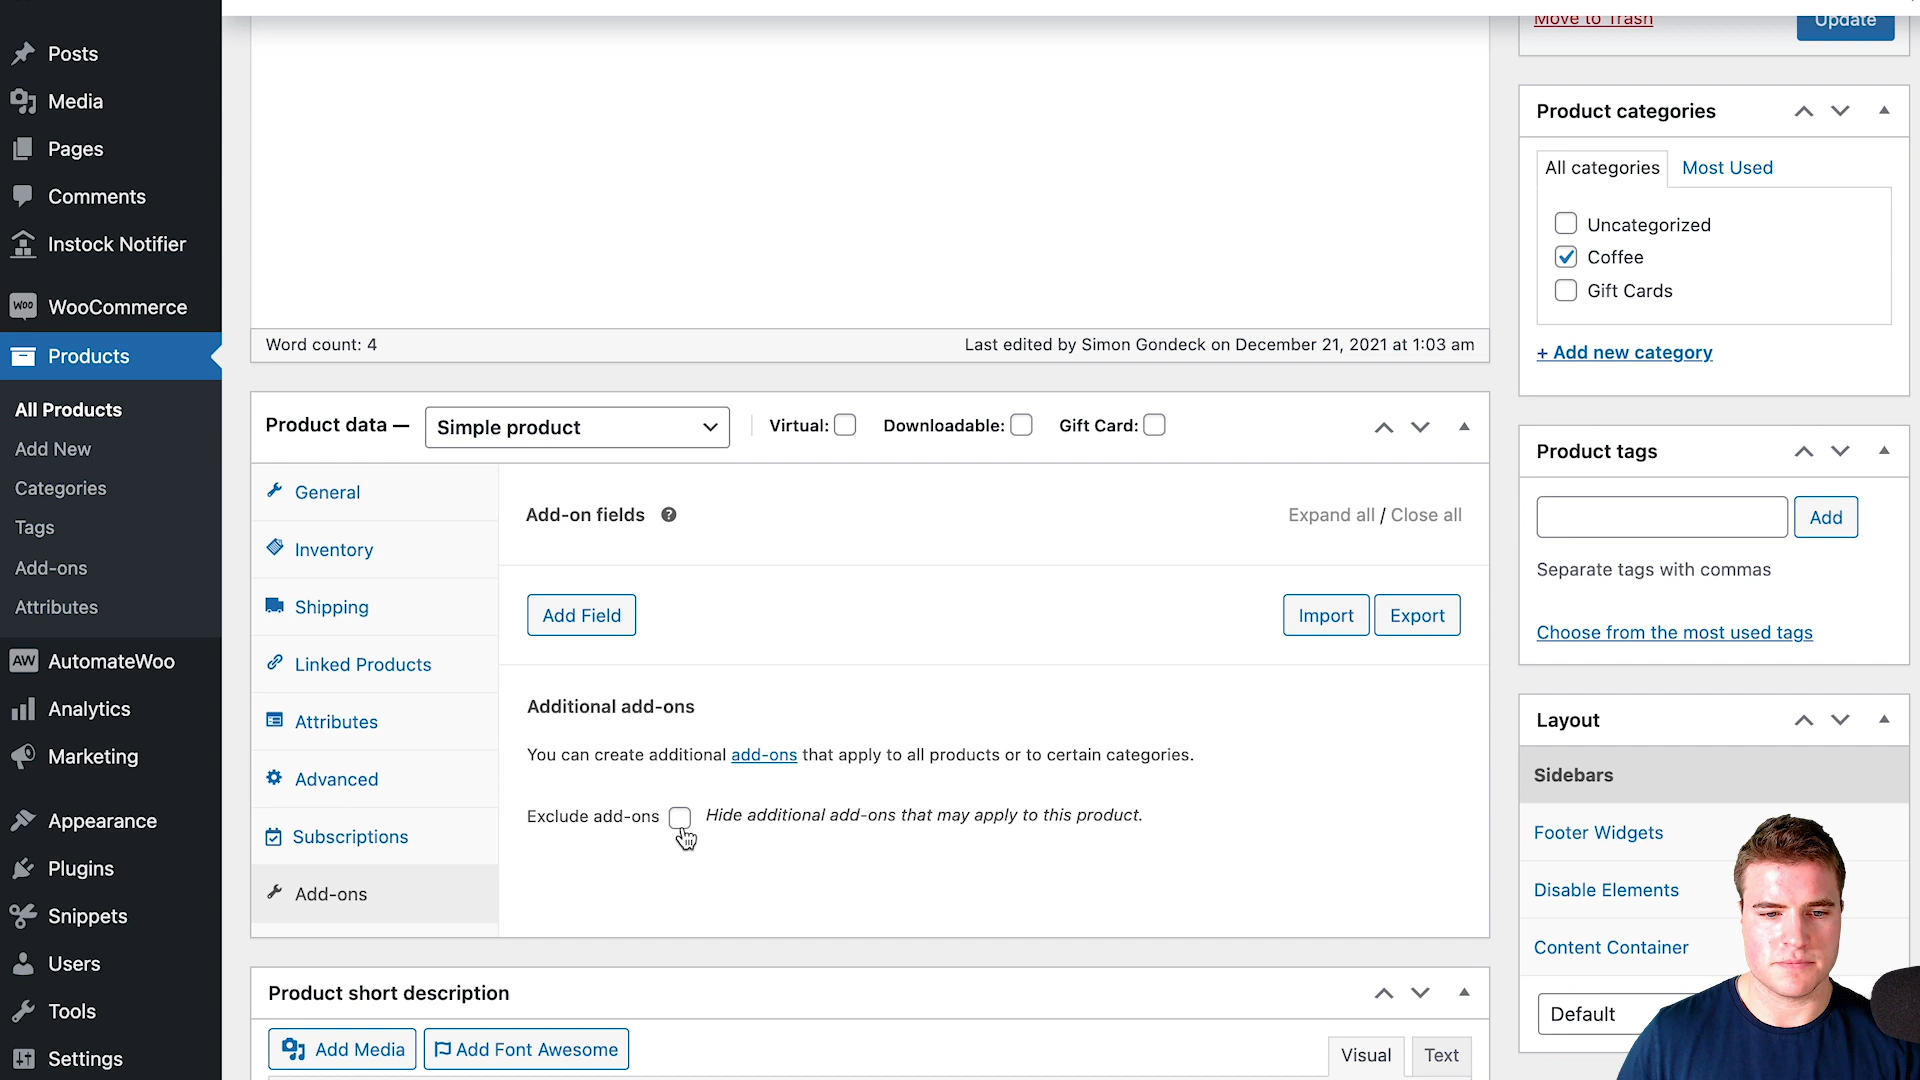 Posts
Media
Pages
Comments
Instock Notifier
WOO WooCommerce
Products
All Products
Add New
Categories
Tags
Add-ons
Attributes
AW AutomateWoo
Analytics
Marketing
Appearance
Plugins
Snippets
Users
Tools
Settings
Word count: 4
Last edited by Simon Gondeck on December 21, 2021 at 1:03 am
Product data — Simple product Virtual: Downloadable: Gift Card:
General
Inventory
Shipping
Linked Products
Attributes
Advanced
Subscriptions
Add-ons
Add-on fields ?
Expand all / Close all
Add Field
Import Export
Additional add-ons
You can create additional add-ons that apply to all products or to certain categories.
Exclude add-ons Hide additional add-ons that may apply to this product.
Product short description
Add Media Add Font Awesome
Visual Text
Move to Trash Update
Product categories
All categories Most Used
Uncategorized
Coffee
Gift Cards
+ Add new category
Product tags
Add
Separate tags with commas
Choose from the most used tags
Layout
Sidebars
Footer Widgets
Disable Elements
Content Container
Default